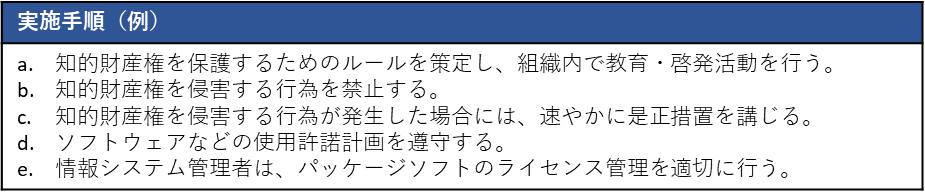 実施手順（例）
a. 知的財産権を保護するためのルールを策定し、組織内で教育・啓発活動を行う。
b. 知的財産権を侵害する行為を禁止する。
c. 知的財産権を侵害する行為が発生した場合には、速やかに是正措置を講じる。
d. ソフトウェアなどの使用許諾計画を遵守する。
e. 情報システム管理者は、パッケージソフトのライセンス管理を適切に行う。